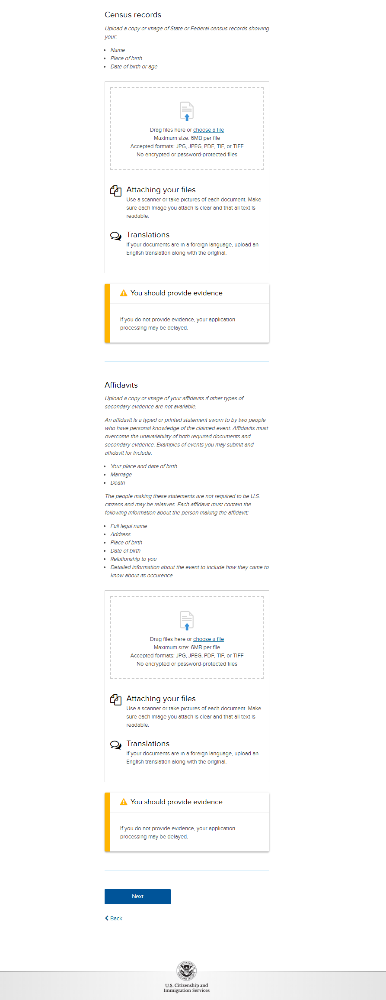 Census records
Upload a copy or image of State or Federal census records showing
your:
• Name
• Place of birth
• Date of birth or age
Drag files here or choose a file
Maximum size: 6MB per file
Accepted formats: JPG, JPEG, PDF, TIF, or TIFF
No encrypted or password-protected files
Attaching your files
Use a scanner or take pictures of each document. Make
sure each image you attach is clear and that all text is
readable.
Translations
If your documents are in a foreign language, upload an
English translation along with the original.
You should provide evidence
If you do not provide evidence, your application
processing may be delayed.
Affidavits
Upload a copy or image of your affidavits if other types of
secondary evidence are not available.
An affidavit is a typed or printed statement sworn to by two people
who have personal knowledge of the claimed event. Affidavits must
overcome the unavailability of both required documents and
secondary evidence. Examples of events you may submit and
affidavit for include:
• Your place and date of birth
• Marriage
• Death
The people making these statements are not required to be U.S.
citizens and may be relatives. Each affidavit must contain the
following information about the person making the affidavit:
• Full legal name
• Address
• Place of birth
• Date of birth
• Relationship to you
• Detailed information about the event to include how they came to
know about its occurence
Drag files here or choose a file
Maximum size: 6MB per file
Accepted formats: JPG, JPEG, PDF, TIF, or TIFF
No encrypted or password-protected files
Attaching your files
Use a scanner or take pictures of each document. Make
sure each image you attach is clear and that all text is
readable.
Translations
If your documents are in a foreign language, upload an
English translation along with the original.
You should provide evidence
If you do not provide evidence, your application
processing may be delayed.
Next
Back
U.S. DEPARTMENT OF HOMELAND SECURITY
U.S. Citizenship and
Immigration Services